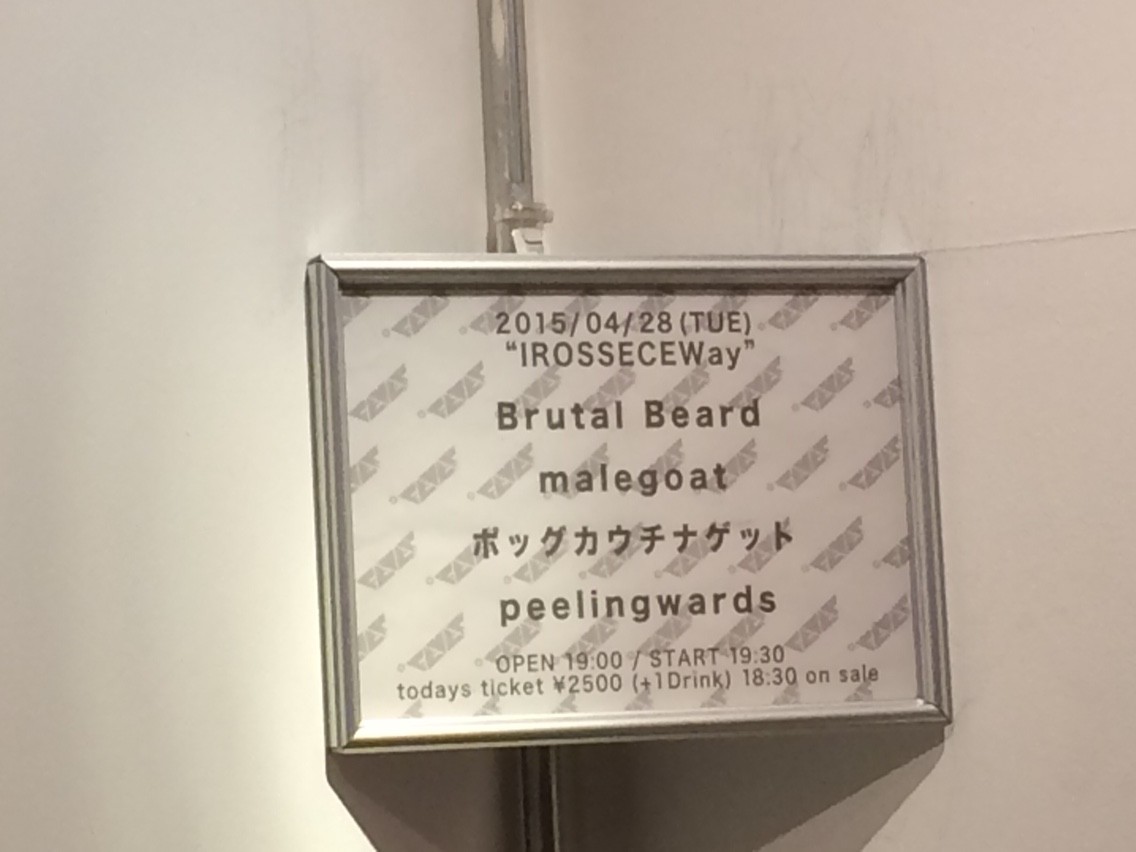 2015/04/28(TUE)
“IROSSECEWay”
Brutal Beard
malegoat
ボッグカウチナゲット
peelingwards
OPEN 19:00 / START 19:30
todays ticket ¥2500 (+1Drink) 18:30 on sale